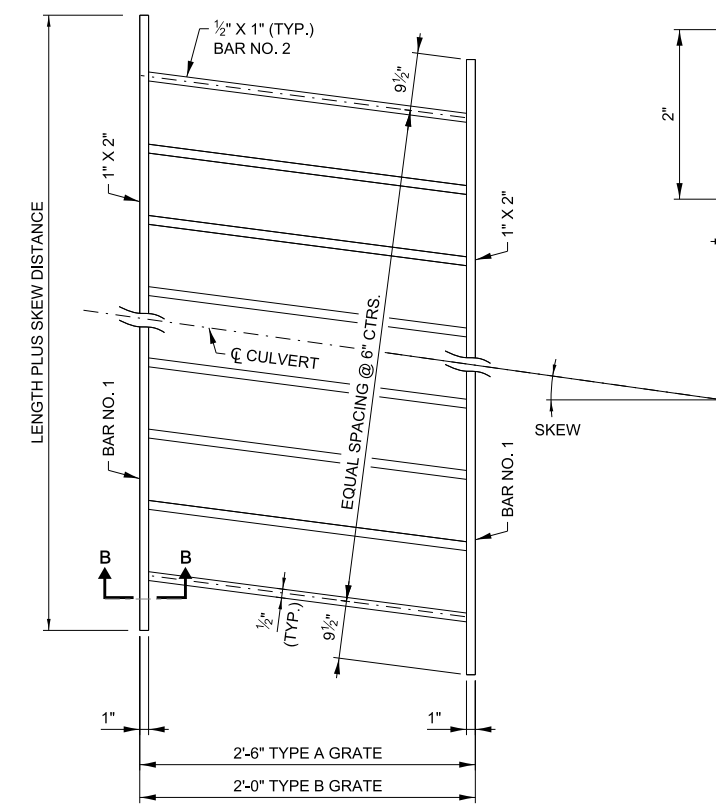 ½" X 1" (TYP.)
BAR NO. 2
9½"
2"
1" X 2"
1" X 2"
LENGTH PLUS SKEW DISTANCE
EQUAL SPACING @ 6" CTRS.
℄ CULVERT
SKEW
BAR NO. 1
BAR NO. 1
B B
½"
(TYP.)
9½"
1" 1"
2'-6" TYPE A GRATE
2'-0" TYPE B GRATE